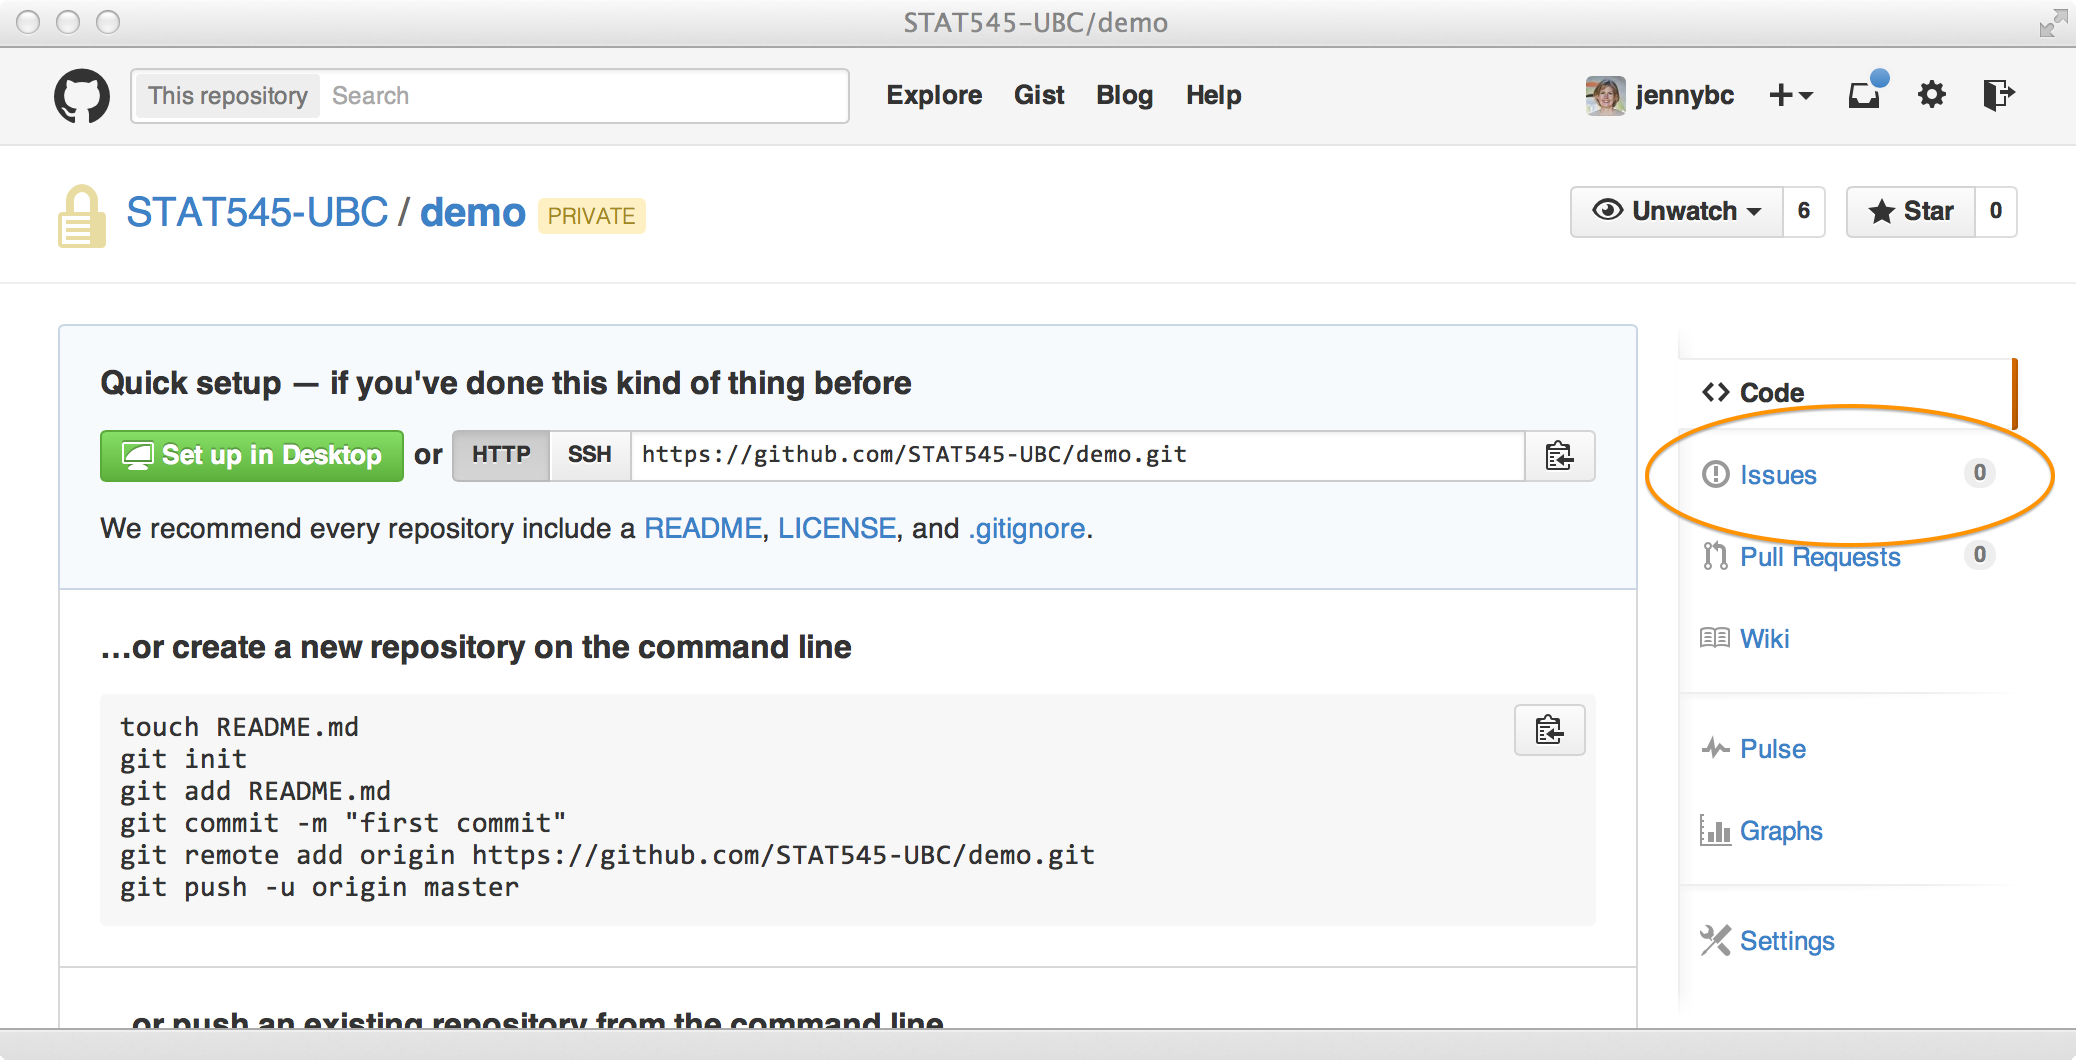 STAT545-UBC/demo
This repository Search Explore Gist Blog Help jennybc
STAT545-UBC / demo PRIVATE Unwatch 6 Star 0
Quick setup — if you've done this kind of thing before
Set up in Desktop or HTTP SSH https://github.com/STAT545-UBC/demo.git
We recommend every repository include a README, LICENSE, and .gitignore.
…or create a new repository on the command line
touch README.md
git init
git add README.md
git commit -m "first commit"
git remote add origin https://github.com/STAT545-UBC/demo.git
git push -u origin master
or push an existing repository from the command line
Code
Issues 0
Pull Requests 0
Wiki
Pulse
Graphs
Settings